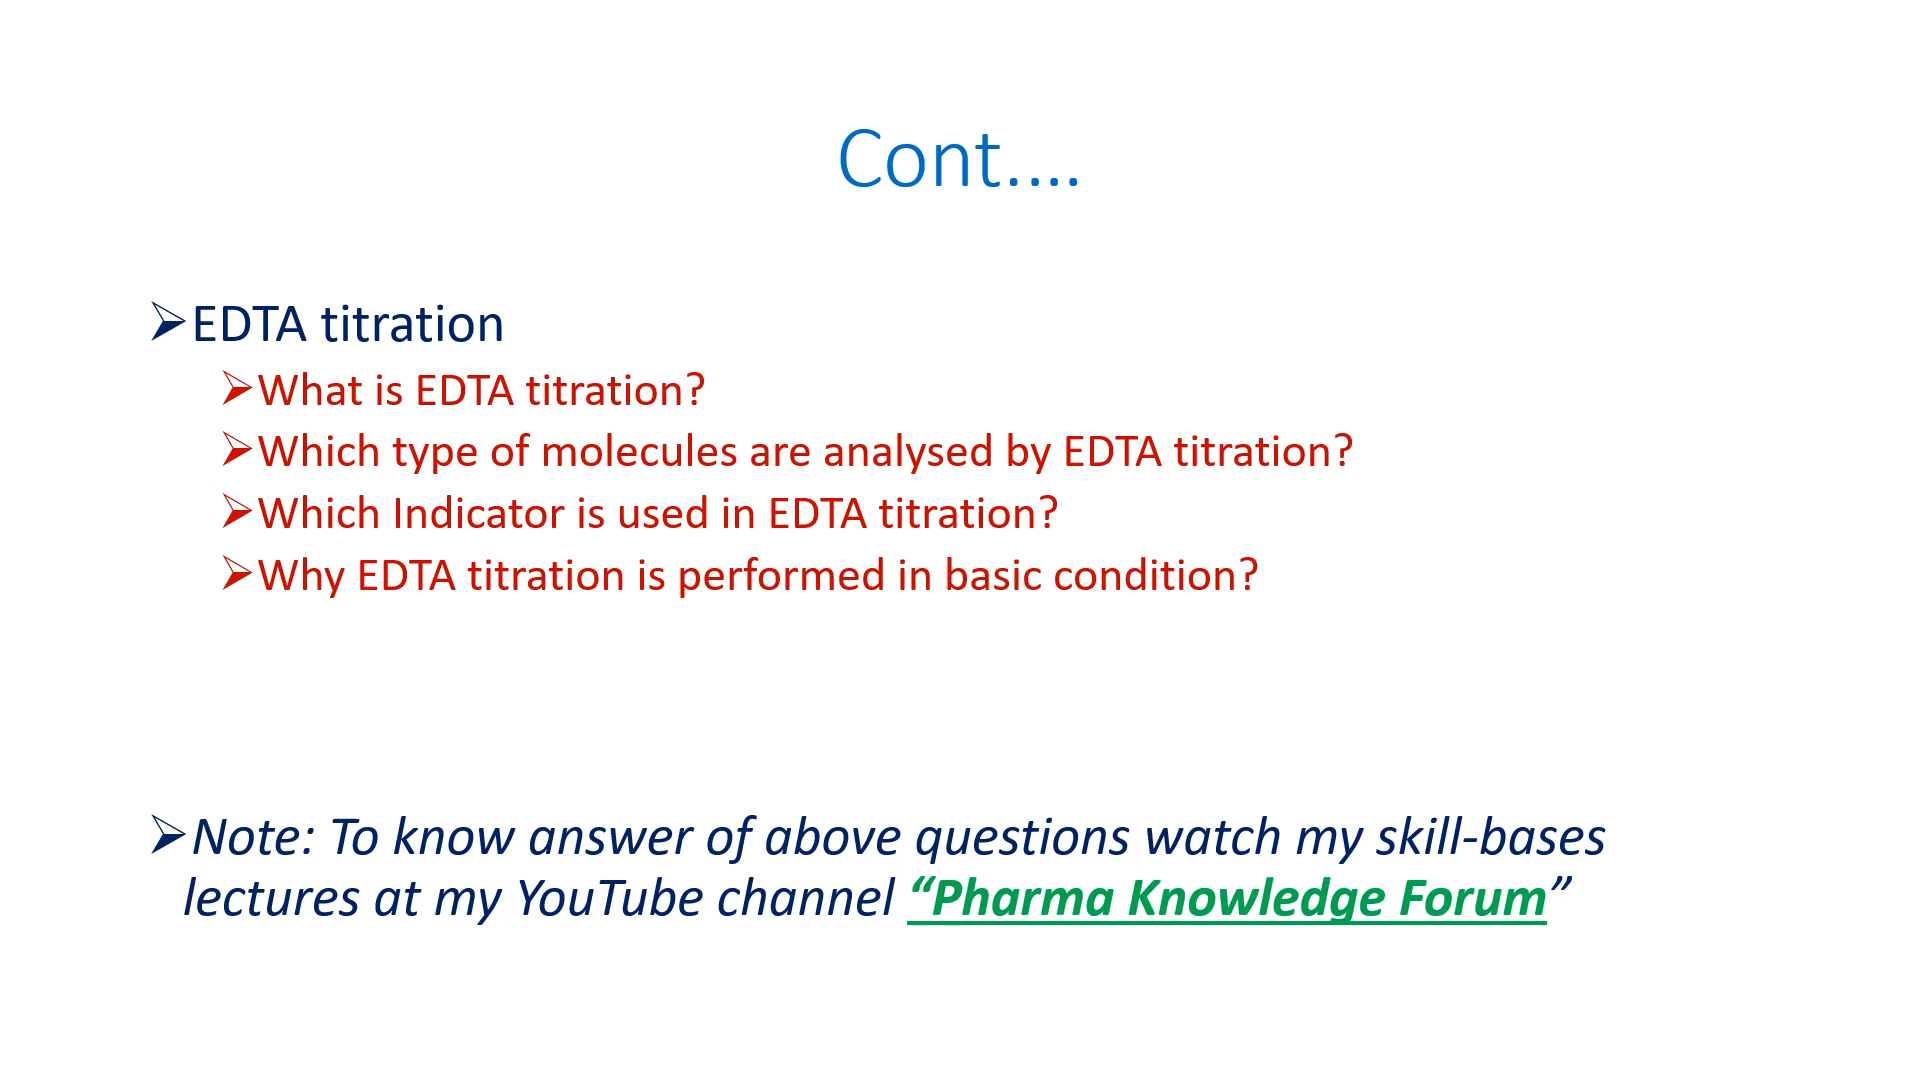 Cont....
➢EDTA titration
➢What is EDTA titration?
➢Which type of molecules are analysed by EDTA titration?
➢Which Indicator is used in EDTA titration?
➢Why EDTA titration is performed in basic condition?
➢Note: To know answer of above questions watch my skill-bases
lectures at my YouTube channel “Pharma Knowledge Forum”